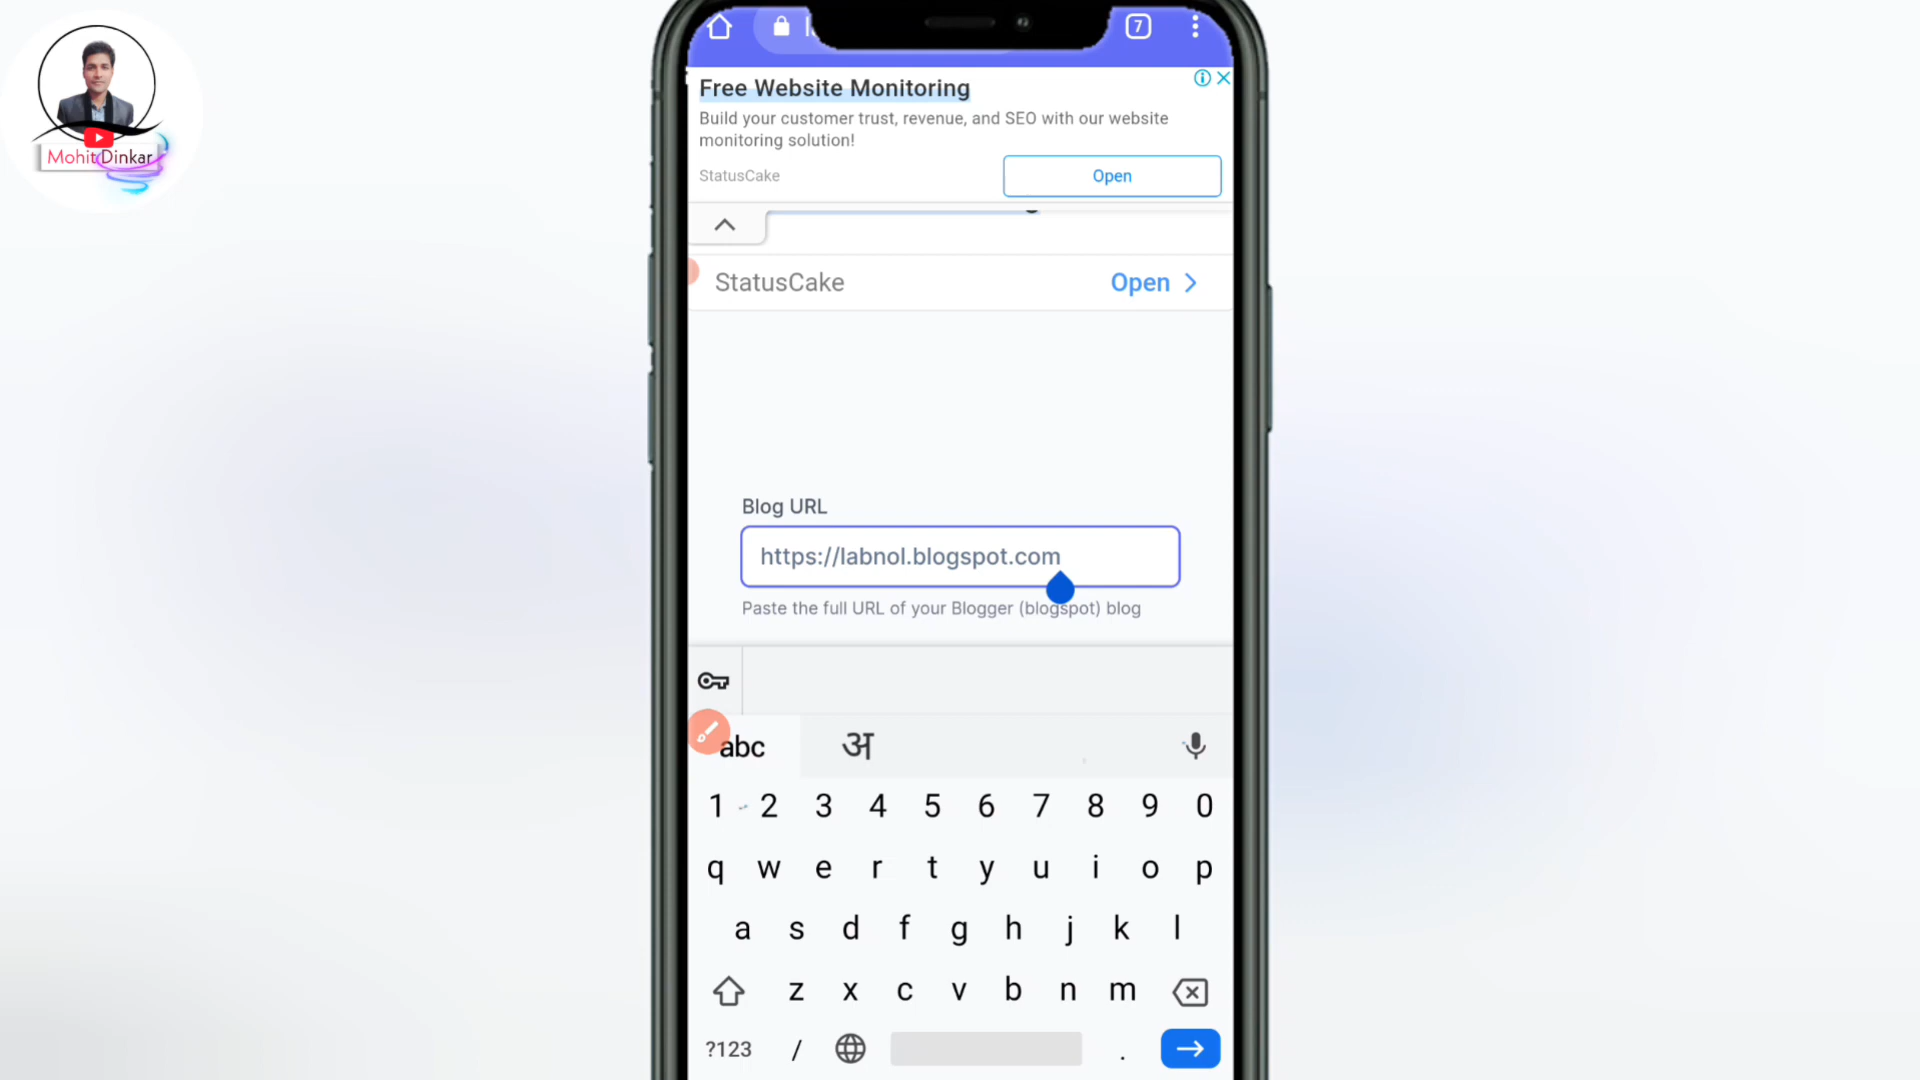 Mohit Dinkar
7
Free Website Monitoring
Build your customer trust, revenue, and SEO with our website
monitoring solution!
StatusCake
Open
StatusCake
Open
Blog URL
https://labnol.blogspot.com
Paste the full URL of your Blogger (blogspot) blog
abc
अ
1 2 3 4 5 6 7 8 9 0
q w e r t y u i o p
a s d f g h j k l
z x c v b n m
?123 / .